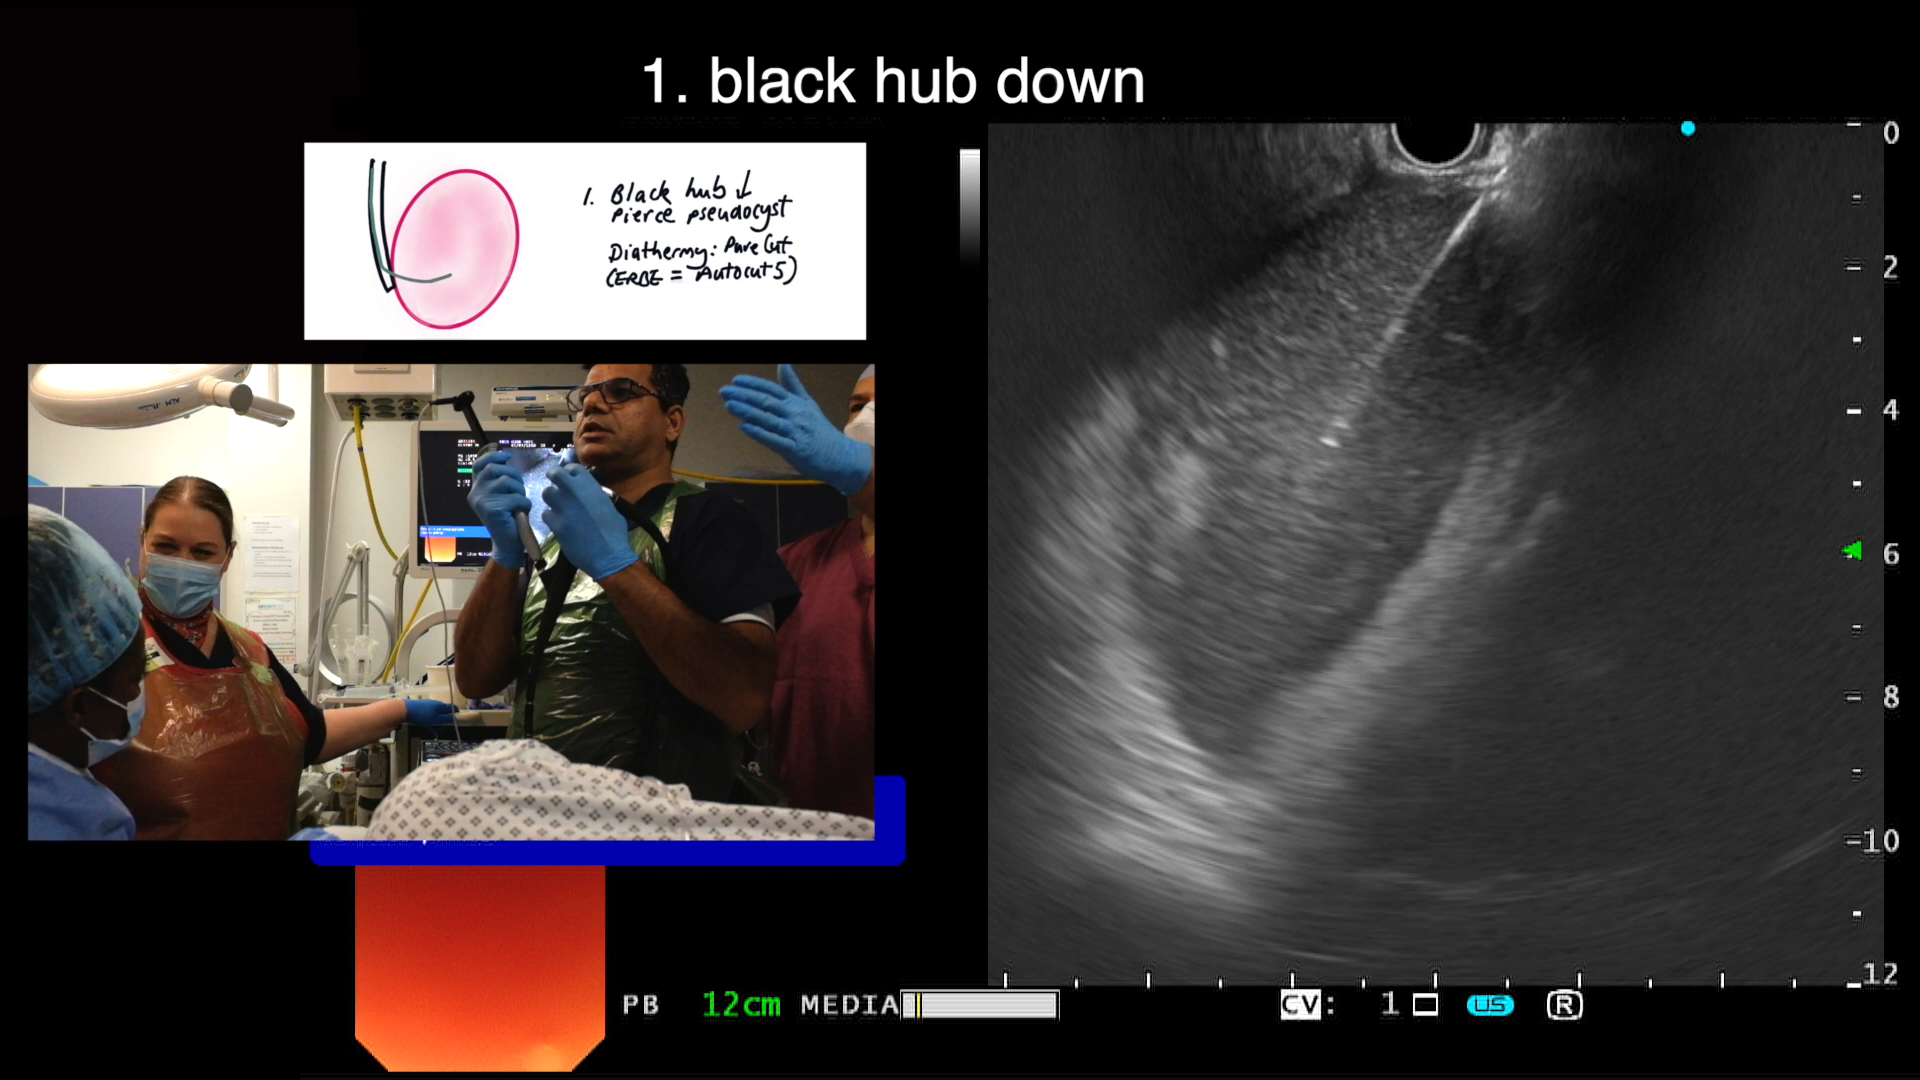 1. black hub down
1. Black hub ↓
Pierce pseudocyst
Diathermy: Pure Cut
(ERBE = Autocut 5)
ALM
0
2
4
6
8
10
12
PB 12cm MEDIA CV: 1 US R